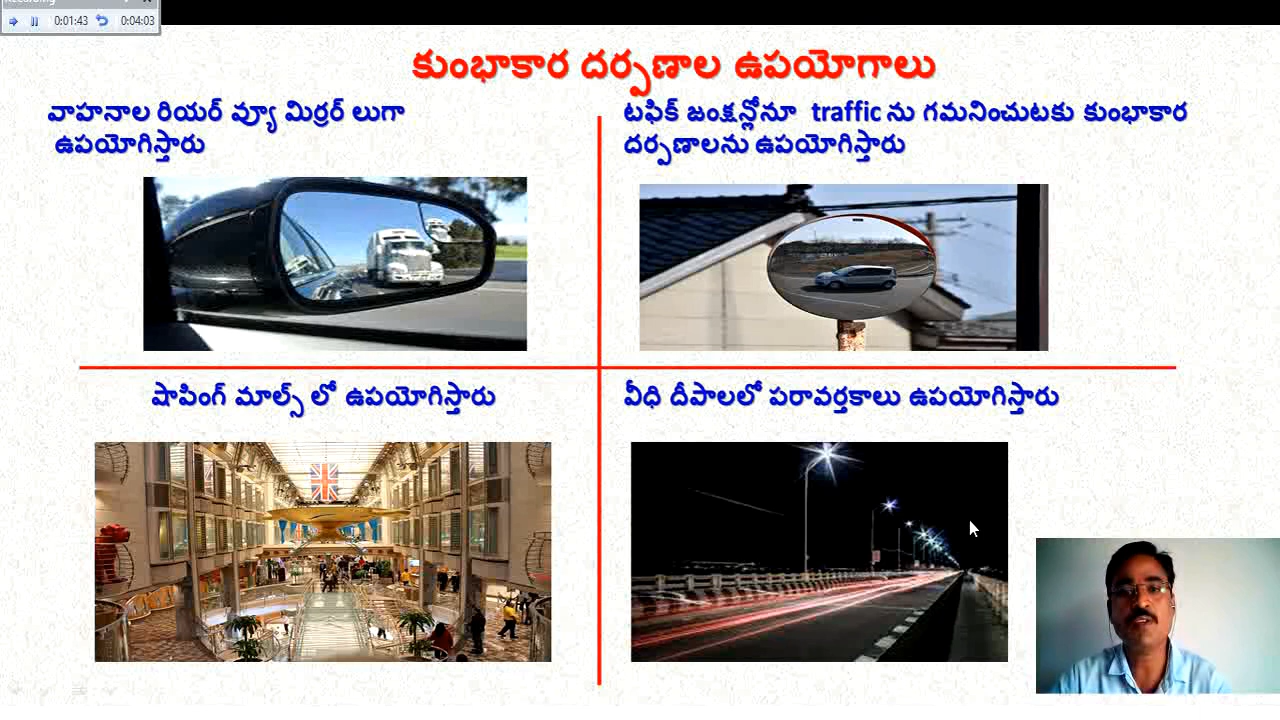 Recording
0:01:43 0:04:03
కుంభాకార దర్పణాల ఉపయోగాలు
వాహనాల రియర్ వ్యూ మిర్రర్ లుగా
ఉపయోగిస్తారు
టఫిక్ జంక్షన్లోనూ traffic ను గమనించుటకు కుంభాకార
దర్పణాలను ఉపయోగిస్తారు
షాపింగ్ మాల్స్ లో ఉపయోగిస్తారు
వీధి దీపాలలో పరావర్తకాలు ఉపయోగిస్తారు